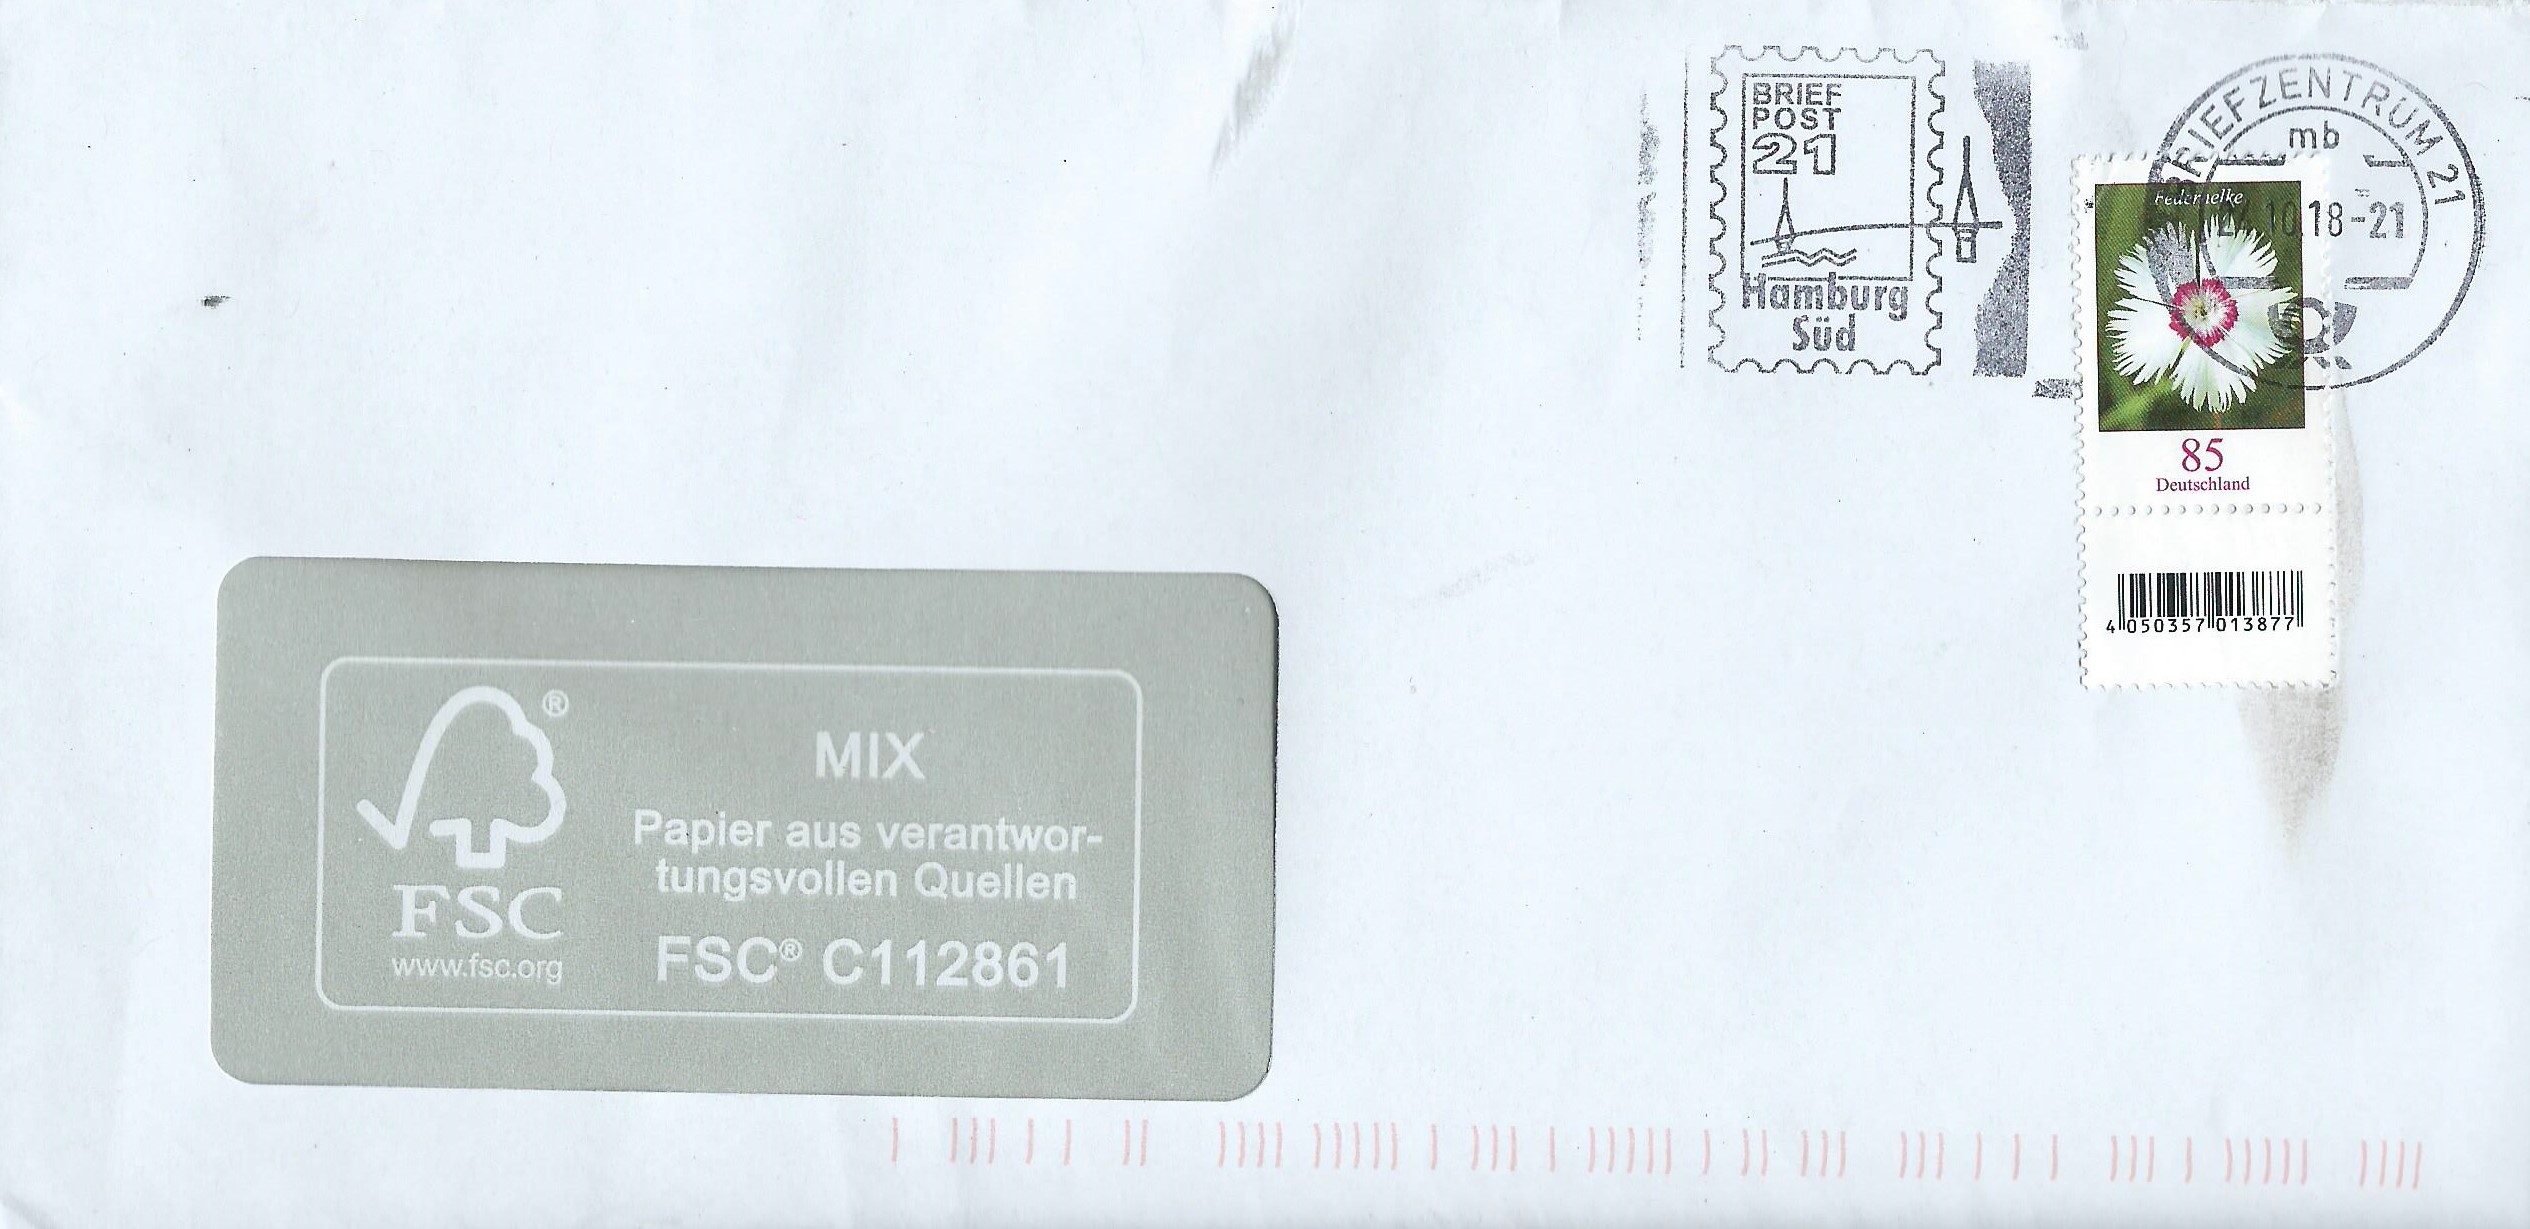 BRIEF
POST
21
Hamburg
Süd
BRIEFZENTRUM 21
mb
10.18-21
Federnelke
85
Deutschland
4 050357 013877
®
MIX
Papier aus verantwor-
tungsvollen Quellen
FSC
www.fsc.org
FSC® C112861